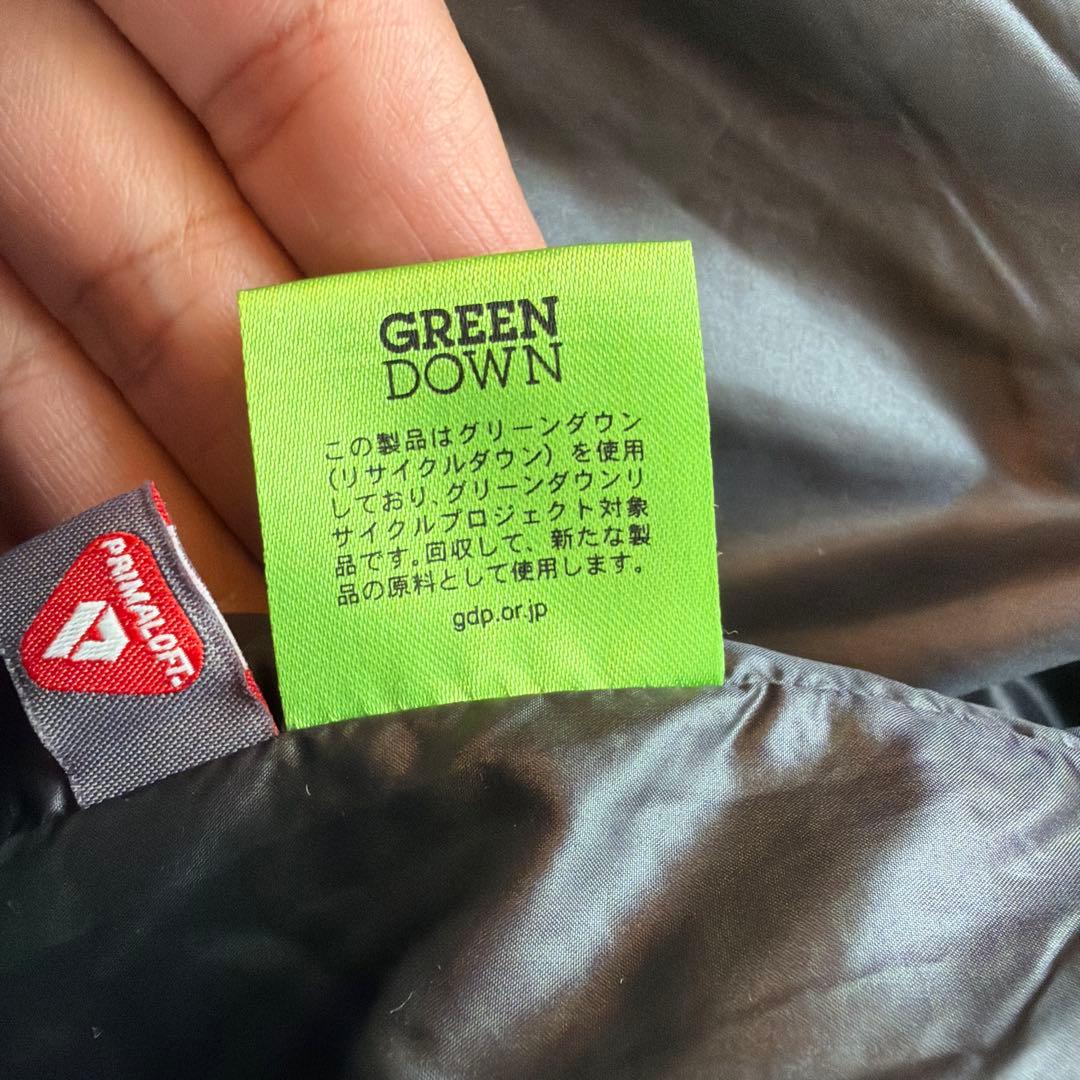 GREEN
DOWN
この製品はグリーンダウン
(リサイクルダウン)を使用
しており、グリーンダウンリ
サイクルプロジェクト対象
品です。回収して、新たな製
品の原料として使用します。
gdp.or.jp
PRIMALOFT